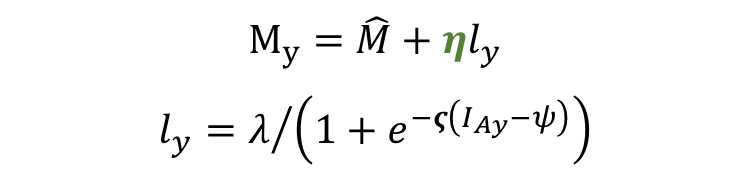 M_y = M̂ + ηl_y
l_y = λ/(1 + e^{−ς(I_{Ay}−ψ)})